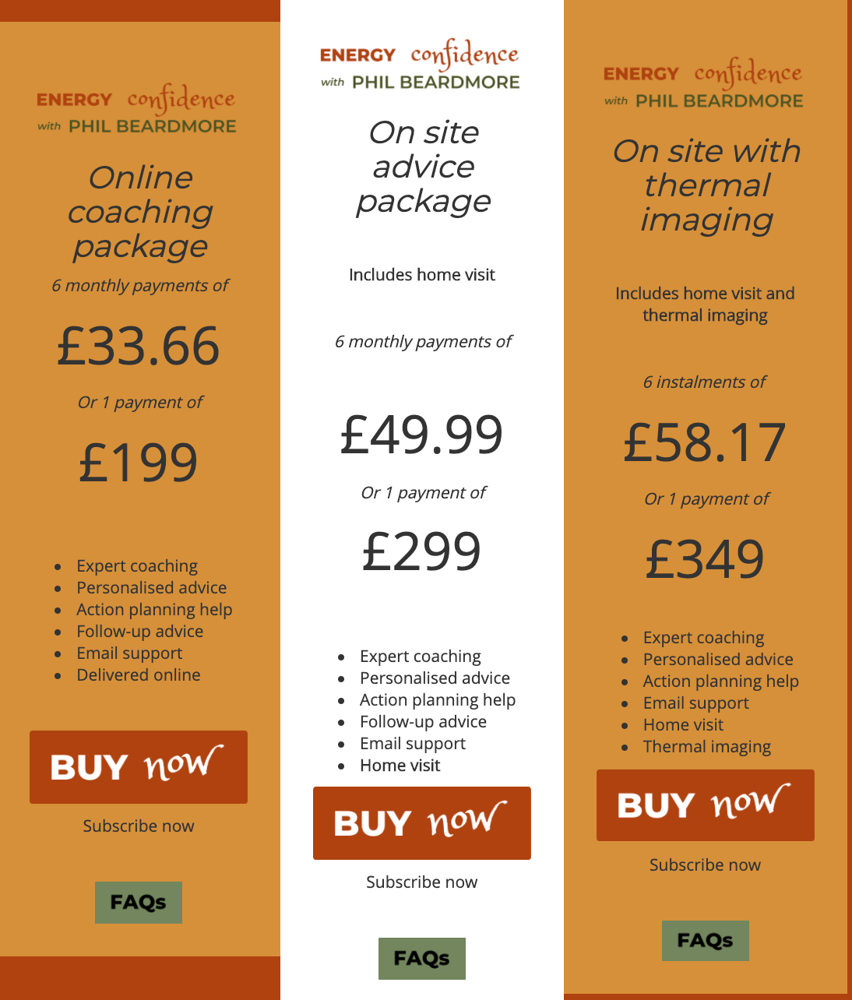 ENERGY confidence
with PHIL BEARDMORE
Online
coaching
package
6 monthly payments of
£33.66
Or 1 payment of
£199
Expert coaching
Personalised advice
Action planning help
Follow-up advice
Email support
Delivered online
BUY now
Subscribe now
FAQs
ENERGY confidence
with PHIL BEARDMORE
On site
advice
package
Includes home visit
6 monthly payments of
£49.99
Or 1 payment of
£299
Expert coaching
Personalised advice
Action planning help
Follow-up advice
Email support
Home visit
BUY now
Subscribe now
FAQs
ENERGY confidence
with PHIL BEARDMORE
On site with
thermal
imaging
Includes home visit and
thermal imaging
6 instalments of
£58.17
Or 1 payment of
£349
Expert coaching
Personalised advice
Action planning help
Email support
Home visit
Thermal imaging
BUY now
Subscribe now
FAQs